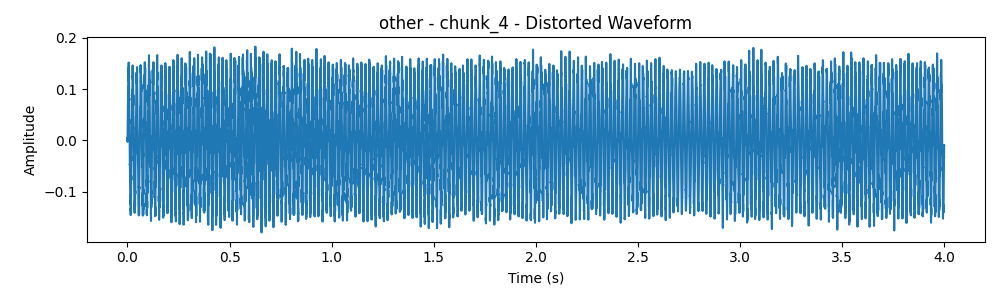 other - chunk_4 - Distorted Waveform
Amplitude
0.2
0.1
0.0
−0.1
0.0 0.5 1.0 1.5 2.0 2.5 3.0 3.5 4.0
Time (s)